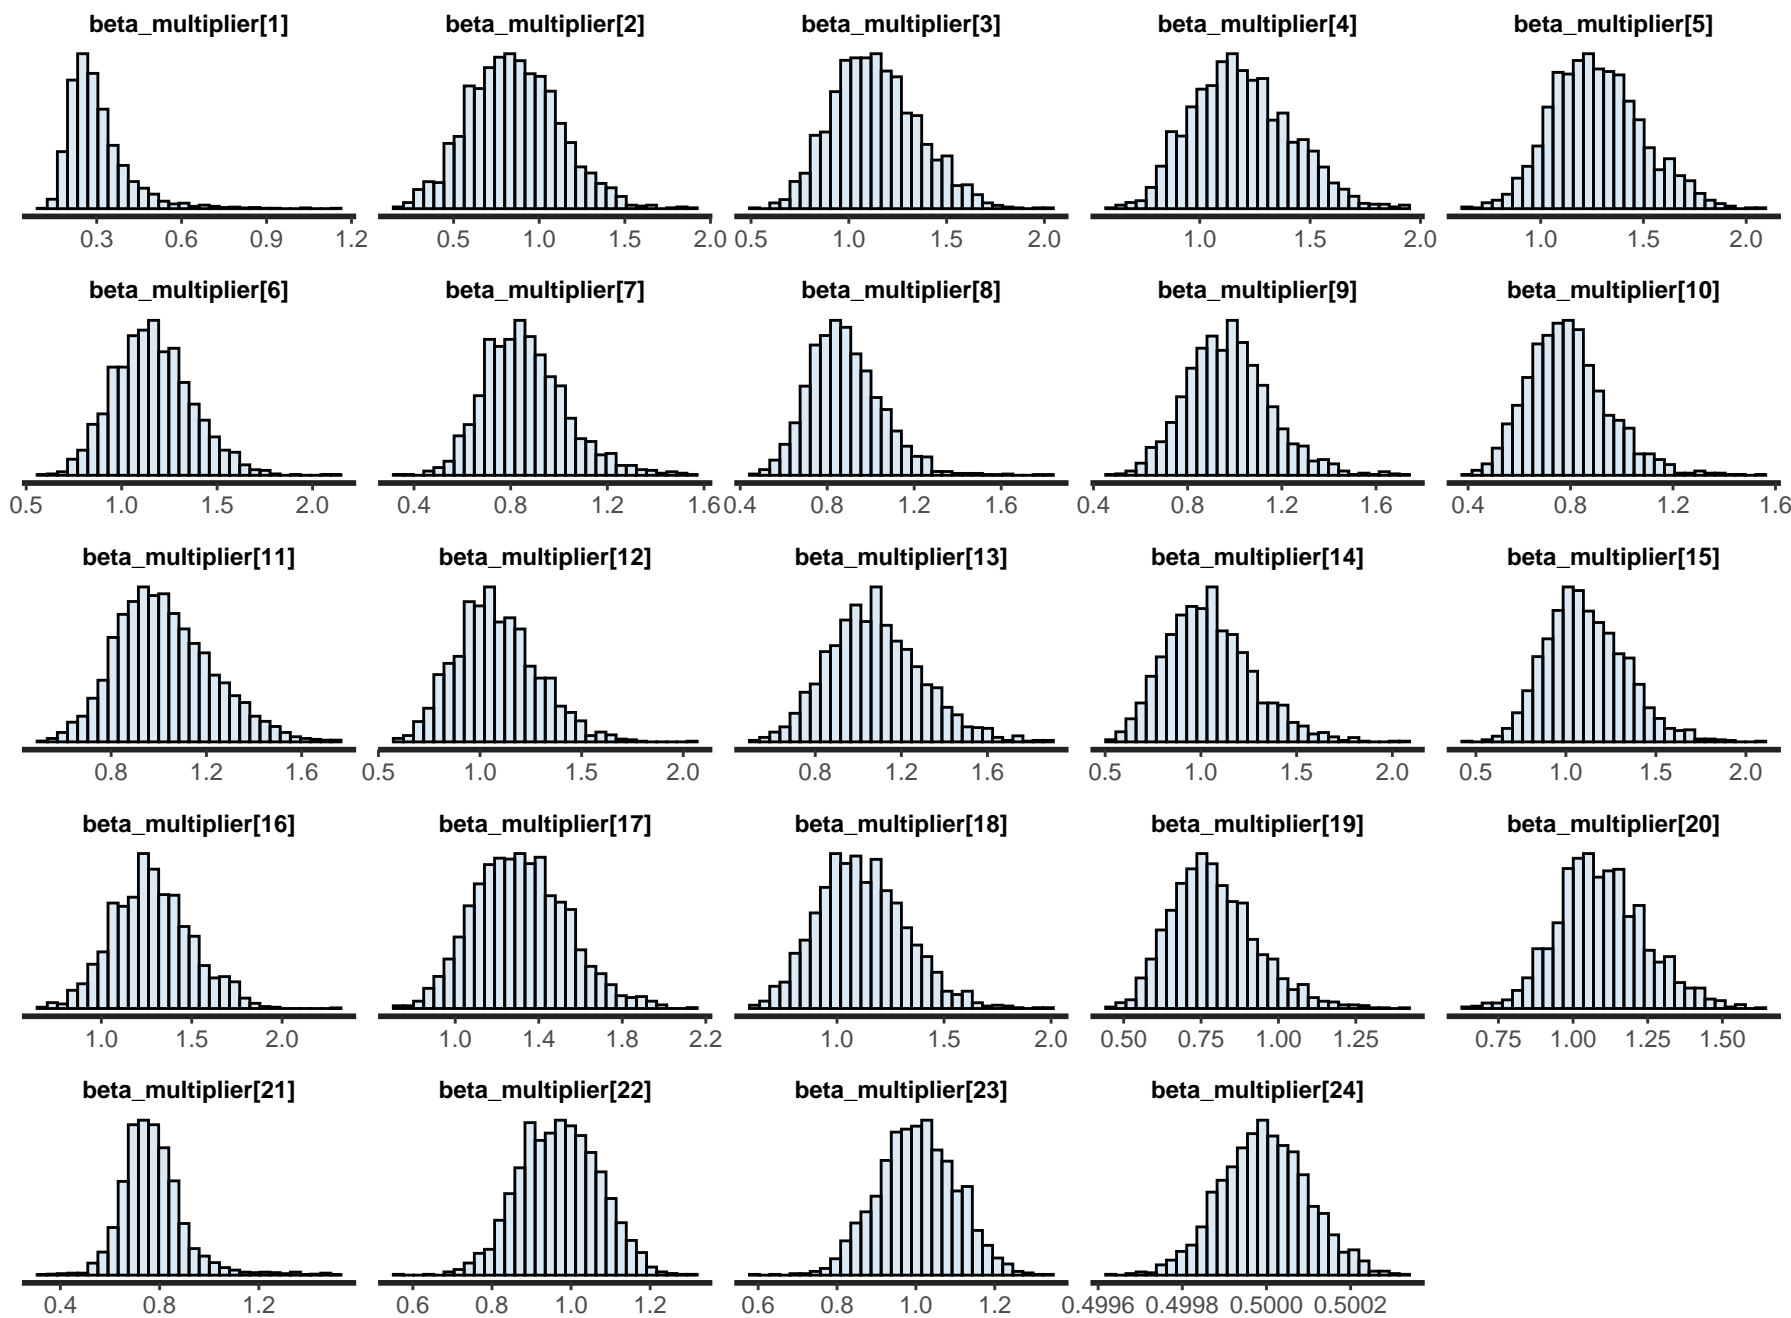 beta_multiplier[1] beta_multiplier[2] beta_multiplier[3] beta_multiplier[4] beta_multiplier[5]
0.3 0.6 0.9 1.2 0.5 1.0 1.5 2.0 0.5 1.0 1.5 2.0 1.0 1.5 2.0 1.0 1.5 2.0
beta_multiplier[6] beta_multiplier[7] beta_multiplier[8] beta_multiplier[9] beta_multiplier[10]
0.5 1.0 1.5 2.0 0.4 0.8 1.2 1.6 0.4 0.8 1.2 1.6 0.4 0.8 1.2 1.6 0.4 0.8 1.2 1.6
beta_multiplier[11] beta_multiplier[12] beta_multiplier[13] beta_multiplier[14] beta_multiplier[15]
0.8 1.2 1.6 0.5 1.0 1.5 2.0 0.8 1.2 1.6 0.5 1.0 1.5 2.0 0.5 1.0 1.5 2.0
beta_multiplier[16] beta_multiplier[17] beta_multiplier[18] beta_multiplier[19] beta_multiplier[20]
1.0 1.5 2.0 1.0 1.4 1.8 2.2 1.0 1.5 2.0 0.50 0.75 1.00 1.25 0.75 1.00 1.25 1.50
beta_multiplier[21] beta_multiplier[22] beta_multiplier[23] beta_multiplier[24]
0.4 0.8 1.2 0.6 0.8 1.0 1.2 0.6 0.8 1.0 1.2 0.4996 0.4998 0.5000 0.5002